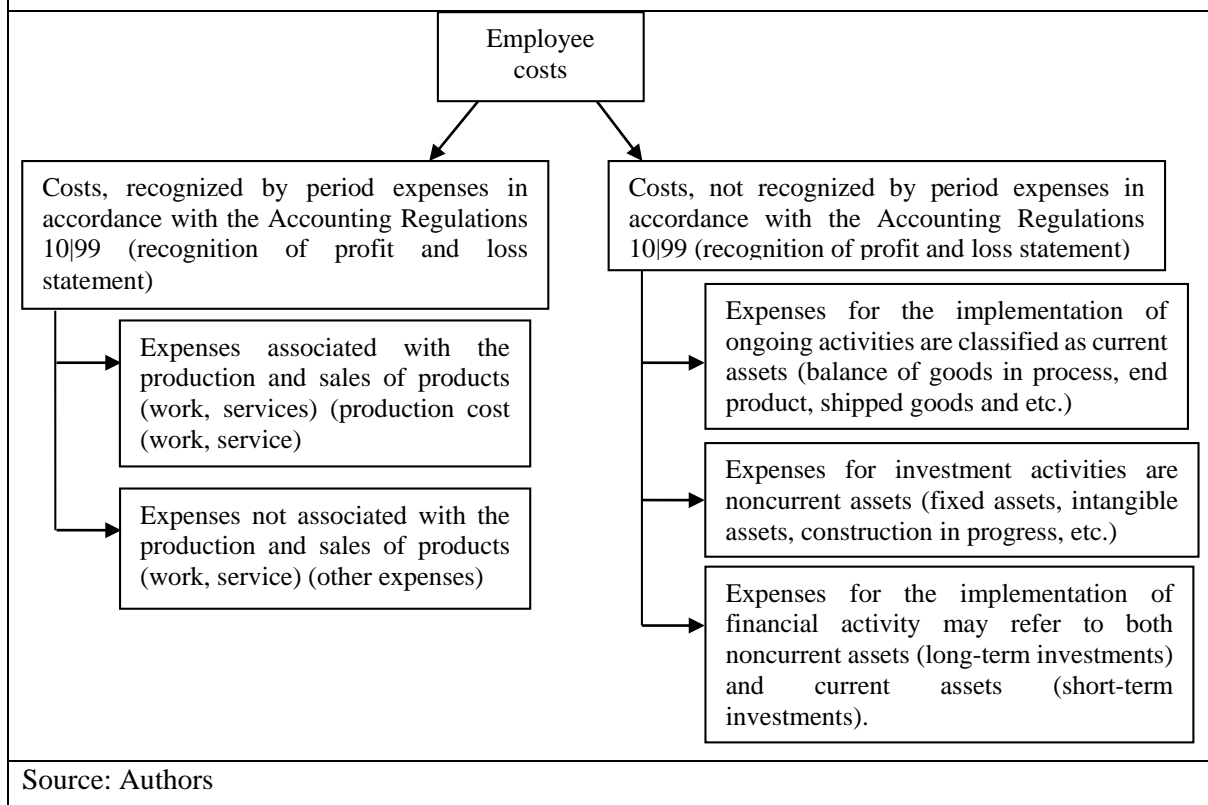 Employee
costs
Costs, recognized by period expenses in
accordance with the Accounting Regulations
10|99 (recognition of profit and loss
statement)
Expenses associated with the
production and sales of products
(work, services) (production cost
(work, service)
Expenses not associated with the
production and sales of products
(work, service) (other expenses)
Costs, not recognized by period expenses in
accordance with the Accounting Regulations
10|99 (recognition of profit and loss statement)
Expenses for the implementation of
ongoing activities are classified as current
assets (balance of goods in process, end
product, shipped goods and etc.)
Expenses for investment activities are
noncurrent assets (fixed assets, intangible
assets, construction in progress, etc.)
Expenses for the implementation of
financial activity may refer to both
noncurrent assets (long-term investments)
and current assets (short-term
investments).
Source: Authors